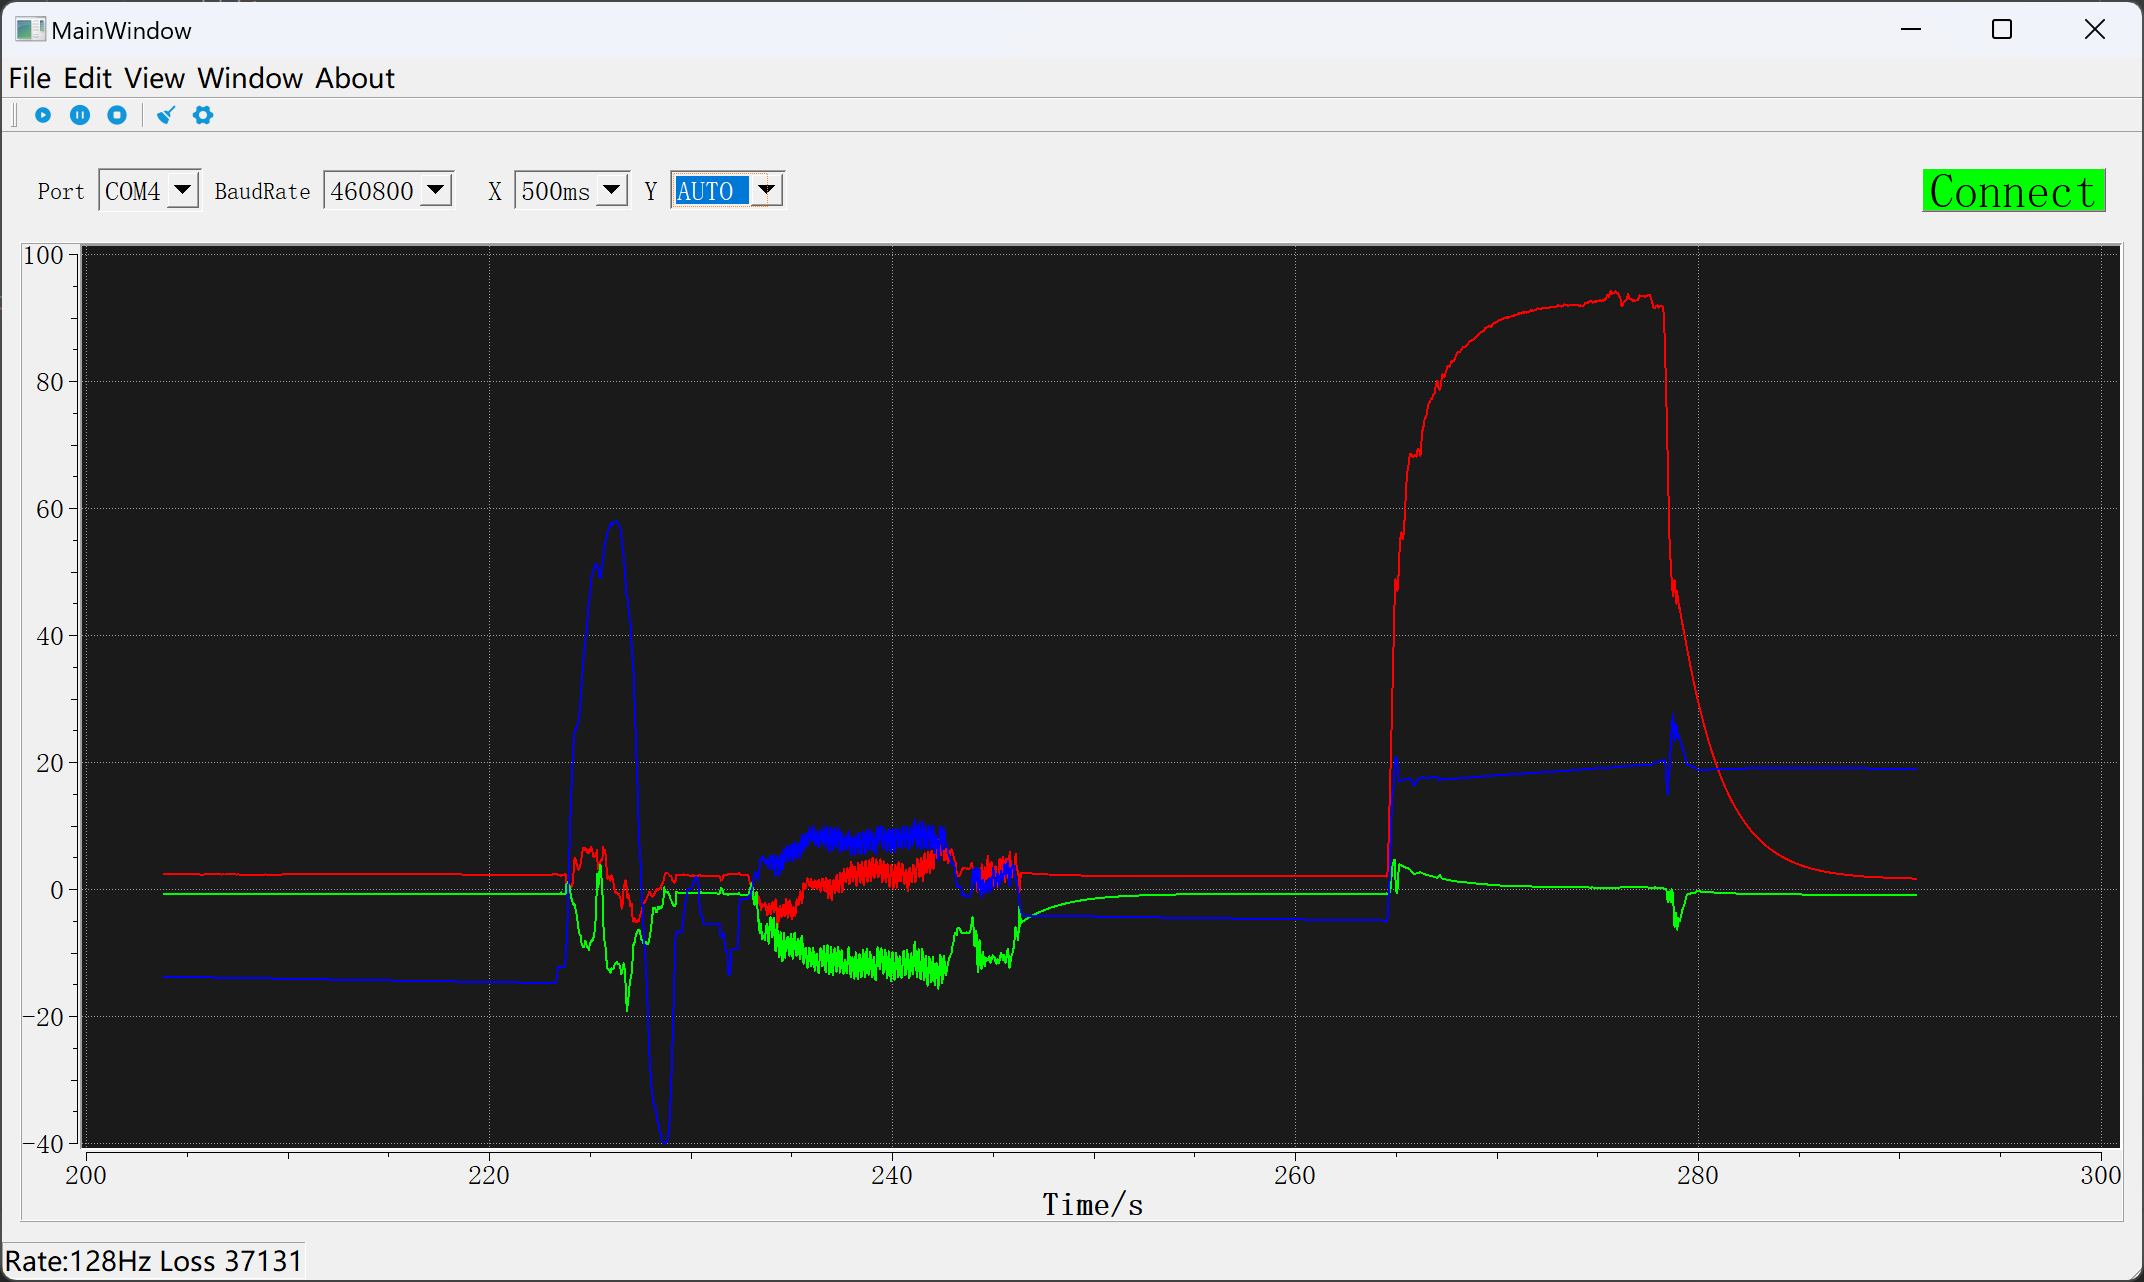 MainWindow
File Edit View Window About
Port COM4 BaudRate 460800 X 500ms Y AUTO Connect
100
80
60
40
20
0
-20
-40
200 220 240 260 280 300
Time/s
Rate:128Hz Loss 37131